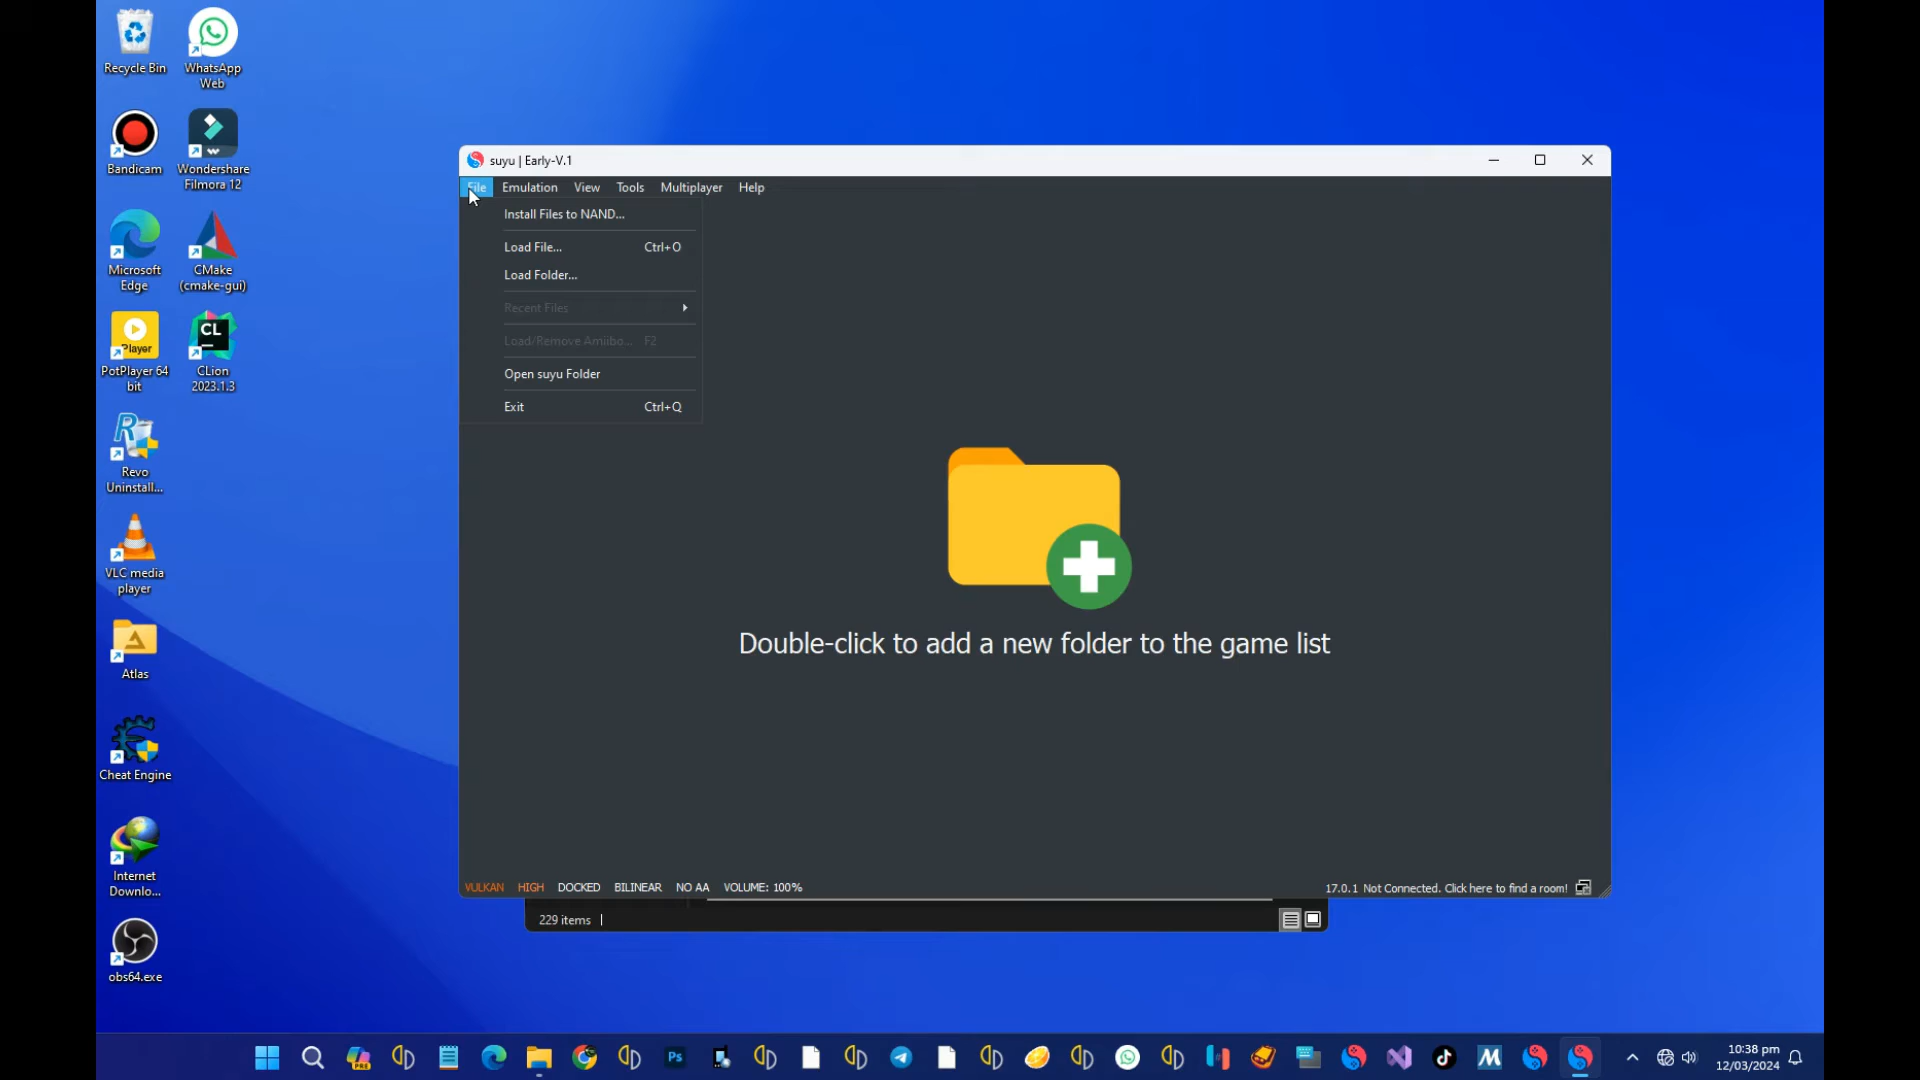 Recycle Bin
WhatsApp
Web
Bandicam
Wondershare
Filmora 12
Microsoft
Edge
CMake
(cmake-gui)
Player
PotPlayer 64
bit
CL
CLion
2023.1.3
Revo
Uninstall...
VLC media
player
Atlas
Cheat Engine
Internet
Downlo...
obs64.exe
suyu | Early-V.1
File Emulation View Tools Multiplayer Help
Install Files to NAND...
Load File... Ctrl+O
Load Folder...
Recent Files
Load/Remove Amiibo... F2
Open suyu Folder
Exit Ctrl+Q
Double-click to add a new folder to the game list
VULKAN HIGH DOCKED BILINEAR NO AA VOLUME: 100% 17.0.1 Not Connected. Click here to find a room!
229 items
PRE
Ps
10:38 pm
12/03/2024